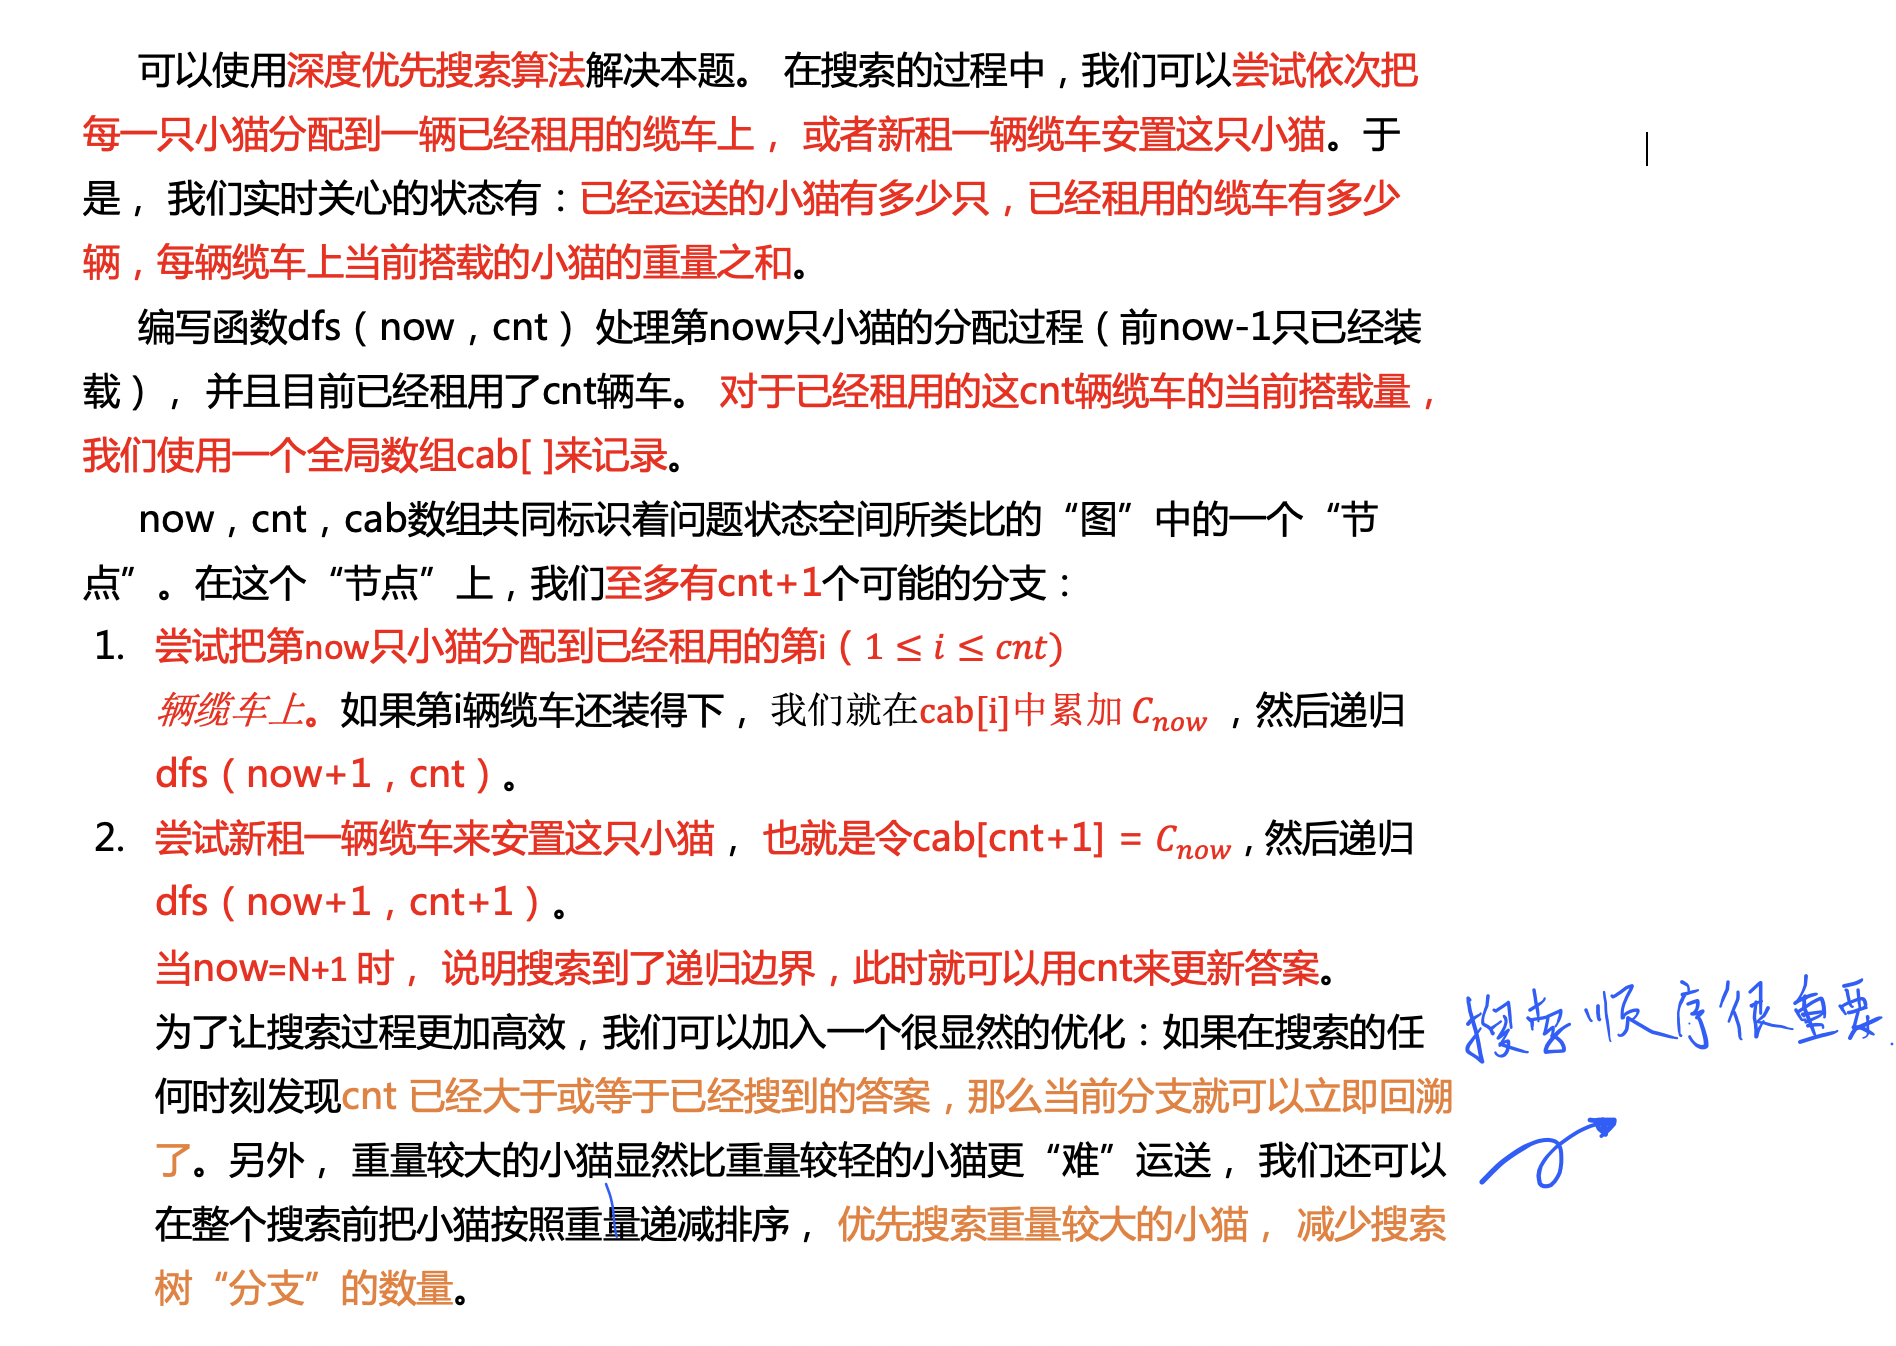 可以使用深度优先搜索算法解决本题。 在搜索的过程中，我们可以尝试依次把
每一只小猫分配到一辆已经租用的缆车上， 或者新租一辆缆车安置这只小猫。于
是， 我们实时关心的状态有：已经运送的小猫有多少只，已经租用的缆车有多少
辆，每辆缆车上当前搭载的小猫的重量之和。
编写函数dfs（now，cnt） 处理第now只小猫的分配过程（前now-1只已经装
载）， 并且目前已经租用了cnt辆车。 对于已经租用的这cnt辆缆车的当前搭载量，
我们使用一个全局数组cab[ ]来记录。
now，cnt，cab数组共同标识着问题状态空间所类比的“图”中的一个“节
点”。在这个“节点”上，我们至多有cnt+1个可能的分支：
1. 尝试把第now只小猫分配到已经租用的第i（1 ≤ i ≤ cnt)
辆缆车上。如果第i辆缆车还装得下， 我们就在cab[i]中累加 C_now ，然后递归
dfs（now+1，cnt）。
2. 尝试新租一辆缆车来安置这只小猫， 也就是令cab[cnt+1] = C_now，然后递归
dfs（now+1，cnt+1）。
当now=N+1 时， 说明搜索到了递归边界，此时就可以用cnt来更新答案。
为了让搜索过程更加高效，我们可以加入一个很显然的优化：如果在搜索的任
何时刻发现cnt 已经大于或等于已经搜到的答案，那么当前分支就可以立即回溯
了。另外， 重量较大的小猫显然比重量较轻的小猫更“难”运送， 我们还可以
在整个搜索前把小猫按照重量递减排序， 优先搜索重量较大的小猫， 减少搜索
树“分支”的数量。
搜索顺序很重要.